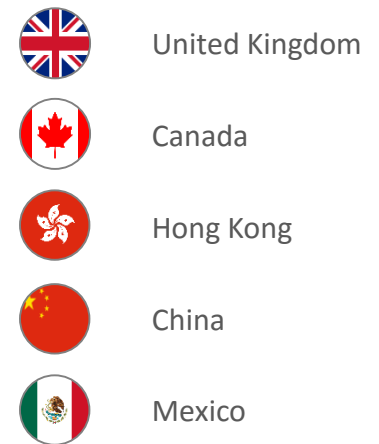 United Kingdom
Canada
Hong Kong
China
Mexico